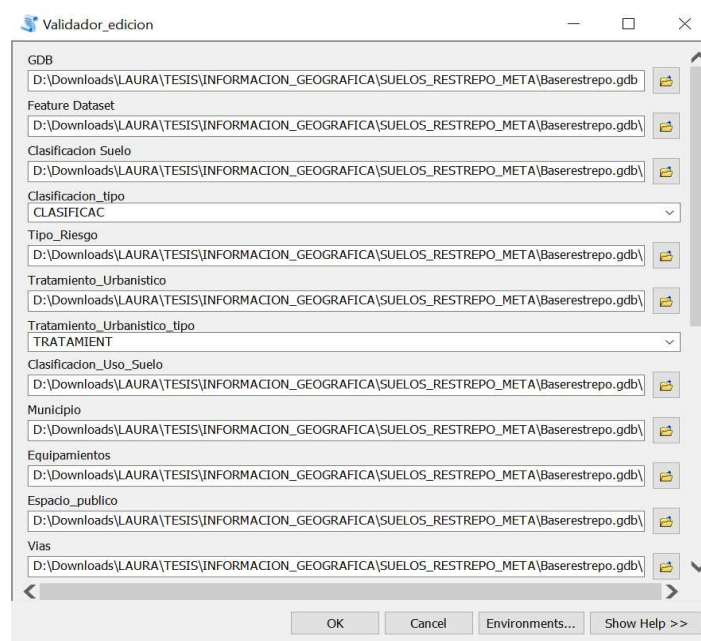 Validador_edicion
GDB
D:\Downloads\LAURA\TESIS\INFORMACION_GEOGRAFICA\SUELOS_RESTREPO_META\Baserestrepo.gdb
Feature Dataset
D:\Downloads\LAURA\TESIS\INFORMACION_GEOGRAFICA\SUELOS_RESTREPO_META\Baserestrepo.gdb\
Clasificacion Suelo
D:\Downloads\LAURA\TESIS\INFORMACION_GEOGRAFICA\SUELOS_RESTREPO_META\Baserestrepo.gdb\
Clasificacion_tipo
CLASIFICAC
Tipo_Riesgo
D:\Downloads\LAURA\TESIS\INFORMACION_GEOGRAFICA\SUELOS_RESTREPO_META\Baserestrepo.gdb\
Tratamiento_Urbanistico
D:\Downloads\LAURA\TESIS\INFORMACION_GEOGRAFICA\SUELOS_RESTREPO_META\Baserestrepo.gdb\
Tratamiento_Urbanistico_tipo
TRATAMIENT
Clasificacion_Uso_Suelo
D:\Downloads\LAURA\TESIS\INFORMACION_GEOGRAFICA\SUELOS_RESTREPO_META\Baserestrepo.gdb\
Municipio
D:\Downloads\LAURA\TESIS\INFORMACION_GEOGRAFICA\SUELOS_RESTREPO_META\Baserestrepo.gdb\
Equipamientos
D:\Downloads\LAURA\TESIS\INFORMACION_GEOGRAFICA\SUELOS_RESTREPO_META\Baserestrepo.gdb\
Espacio_publico
D:\Downloads\LAURA\TESIS\INFORMACION_GEOGRAFICA\SUELOS_RESTREPO_META\Baserestrepo.gdb\
Vias
D:\Downloads\LAURA\TESIS\INFORMACION_GEOGRAFICA\SUELOS_RESTREPO_META\Baserestrepo.gdb\
OK Cancel Environments... Show Help >>